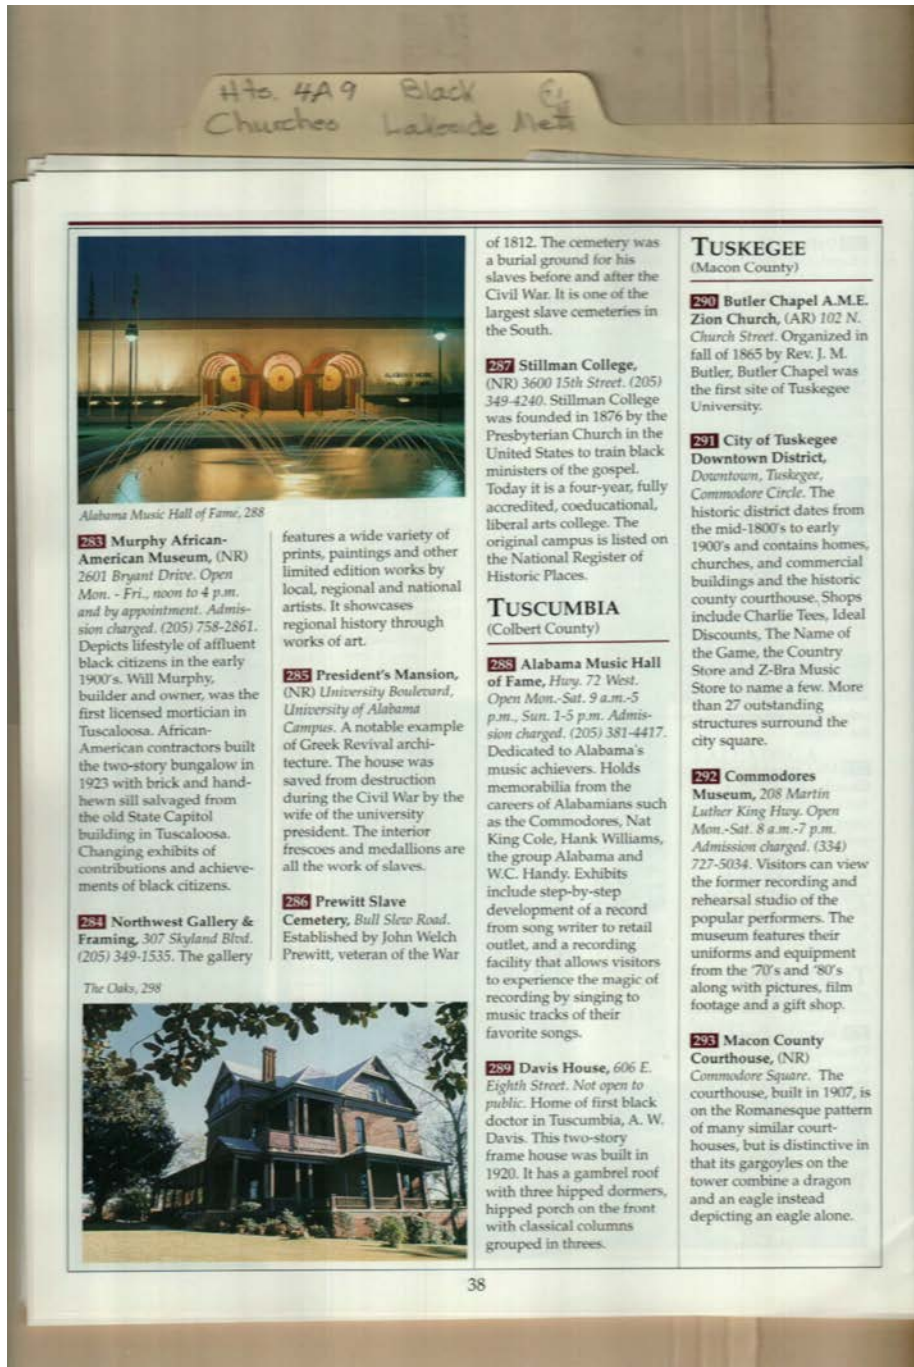 Hts. 4A9 Black
Churches Lakeside Meth
Alabama Music Hall of Fame, 288
283 Murphy African-
American Museum, (NR)
2601 Bryant Drive. Open
Mon. - Fri., noon to 4 p.m.
and by appointment. Admis-
sion charged. (205) 758-2861.
Depicts lifestyle of affluent
black citizens in the early
1900's. Will Murphy,
builder and owner, was the
first licensed mortician in
Tuscaloosa. African-
American contractors built
the two-story bungalow in
1923 with brick and hand-
hewn sill salvaged from
the old State Capitol
building in Tuscaloosa.
Changing exhibits of
contributions and achieve-
ments of black citizens.
284 Northwest Gallery &
Framing, 307 Skyland Blvd.
(205) 349-1535. The gallery
features a wide variety of
prints, paintings and other
limited edition works by
local, regional and national
artists. It showcases
regional history through
works of art.
285 President's Mansion,
(NR) University Boulevard,
University of Alabama
Campus. A notable example
of Greek Revival archi-
tecture. The house was
saved from destruction
during the Civil War by the
wife of the university
president. The interior
frescoes and medallions are
all the work of slaves.
286 Prewitt Slave
Cemetery, Bull Slew Road.
Established by John Welch
Prewitt, veteran of the War
The Oaks, 298
of 1812. The cemetery was
a burial ground for his
slaves before and after the
Civil War. It is one of the
largest slave cemeteries in
the South.
287 Stillman College,
(NR) 3600 15th Street. (205)
349-4240. Stillman College
was founded in 1876 by the
Presbyterian Church in the
United States to train black
ministers of the gospel.
Today it is a four-year, fully
accredited, coeducational,
liberal arts college. The
original campus is listed on
the National Register of
Historic Places.
TUSCUMBIA
(Colbert County)
288 Alabama Music Hall
of Fame, Hwy. 72 West.
Open Mon.-Sat. 9 a.m.-5
p.m., Sun. 1-5 p.m. Admis-
sion charged. (205) 381-4417.
Dedicated to Alabama's
music achievers. Holds
memorabilia from the
careers of Alabamians such
as the Commodores, Nat
King Cole, Hank Williams,
the group Alabama and
W.C. Handy. Exhibits
include step-by-step
development of a record
from song writer to retail
outlet, and a recording
facility that allows visitors
to experience the magic of
recording by singing to
music tracks of their
favorite songs.
289 Davis House, 606 E.
Eighth Street. Not open to
public. Home of first black
doctor in Tuscumbia, A. W.
Davis. This two-story
frame house was built in
1920. It has a gambrel roof
with three hipped dormers,
hipped porch on the front
with classical columns
grouped in threes.
TUSKEGEE
(Macon County)
290 Butler Chapel A.M.E.
Zion Church, (AR) 102 N.
Church Street. Organized in
fall of 1865 by Rev. J. M.
Butler, Butler Chapel was
the first site of Tuskegee
University.
291 City of Tuskegee
Downtown District,
Downtown, Tuskegee,
Commodore Circle. The
historic district dates from
the mid-1800's to early
1900's and contains homes,
churches, and commercial
buildings and the historic
county courthouse. Shops
include Charlie Tees, Ideal
Discounts, The Name of
the Game, the Country
Store and Z-Bra Music
Store to name a few. More
than 27 outstanding
structures surround the
city square.
292 Commodores
Museum, 208 Martin
Luther King Hwy. Open
Mon.-Sat. 8 a.m.-7 p.m.
Admission charged. (334)
727-5034. Visitors can view
the former recording and
rehearsal studio of the
popular performers. The
museum features their
uniforms and equipment
from the '70's and '80's
along with pictures, film
footage and a gift shop.
293 Macon County
Courthouse, (NR)
Commodore Square. The
courthouse, built in 1907, is
on the Romanesque pattern
of many similar court-
houses, but is distinctive in
that its gargoyles on the
tower combine a dragon
and an eagle instead
depicting an eagle alone.
38